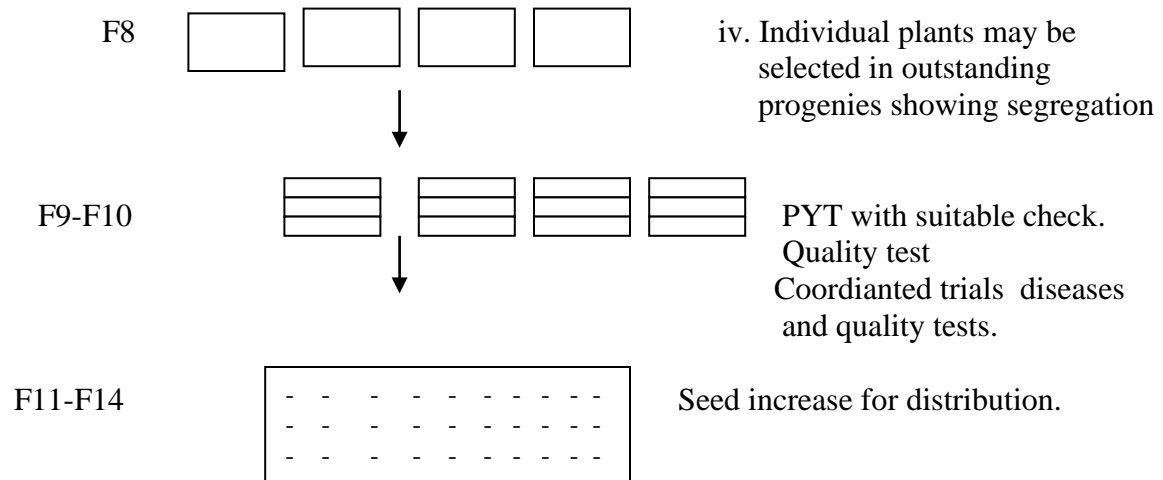 F8 iv. Individual plants may be
selected in outstanding
progenies showing segregation
F9-F10 PYT with suitable check.
Quality test
Coordianted trials diseases
and quality tests.
F11-F14 Seed increase for distribution.
- - - - - - - - - -
- - - - - - - - - -
- - - - - - - - - -